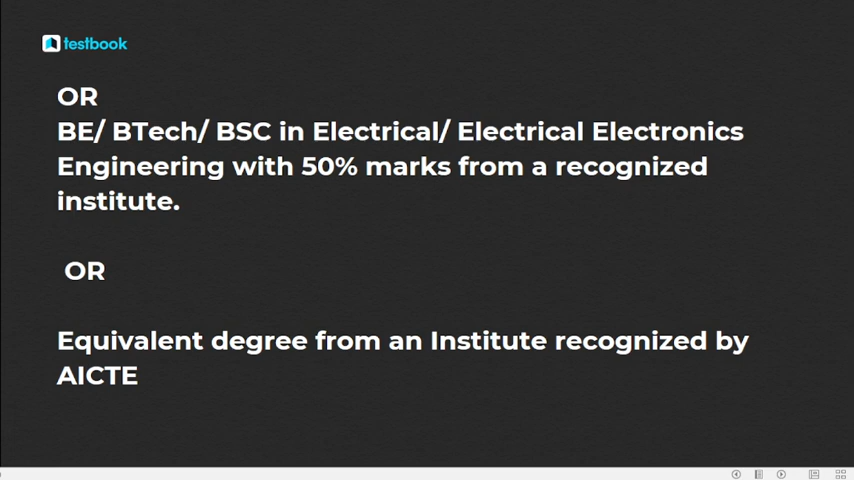 testbook
OR
BE/ BTech/ BSC in Electrical/ Electrical Electronics
Engineering with 50% marks from a recognized
institute.
OR
Equivalent degree from an Institute recognized by
AICTE